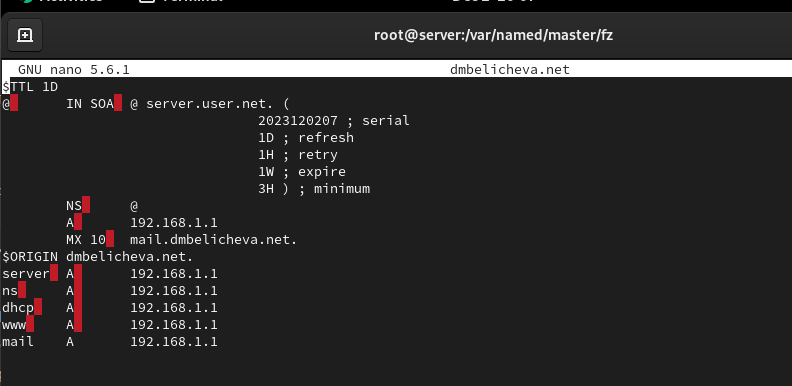 root@server:/var/named/master/fz
GNU nano 5.6.1 dmbelicheva.net
$TTL 1D
@ IN SOA @ server.user.net. (
2023120207 ; serial
1D ; refresh
1H ; retry
1W ; expire
3H ) ; minimum
NS @
A 192.168.1.1
MX 10 mail.dmbelicheva.net.
$ORIGIN dmbelicheva.net.
server A 192.168.1.1
ns A 192.168.1.1
dhcp A 192.168.1.1
www A 192.168.1.1
mail A 192.168.1.1